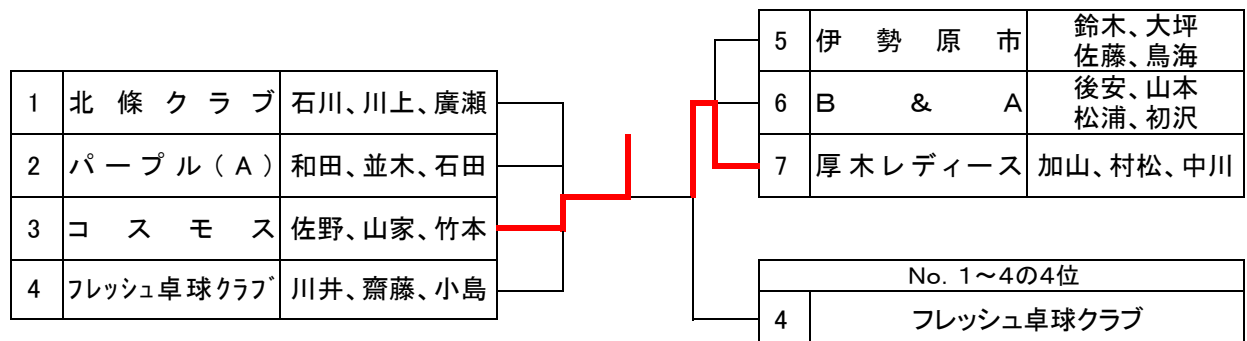 1 北條クラブ 石川、川上、廣瀬
2 パープル(A) 和田、並木、石田
3 コスモス 佐野、山家、竹本
4 フレッシュ卓球クラブ 川井、齋藤、小島
5 伊勢原市 鈴木、大坪
佐藤、鳥海
6 B & A 後安、山本
松浦、初沢
7 厚木レディース 加山、村松、中川
No. 1～4の4位
4 フレッシュ卓球クラブ